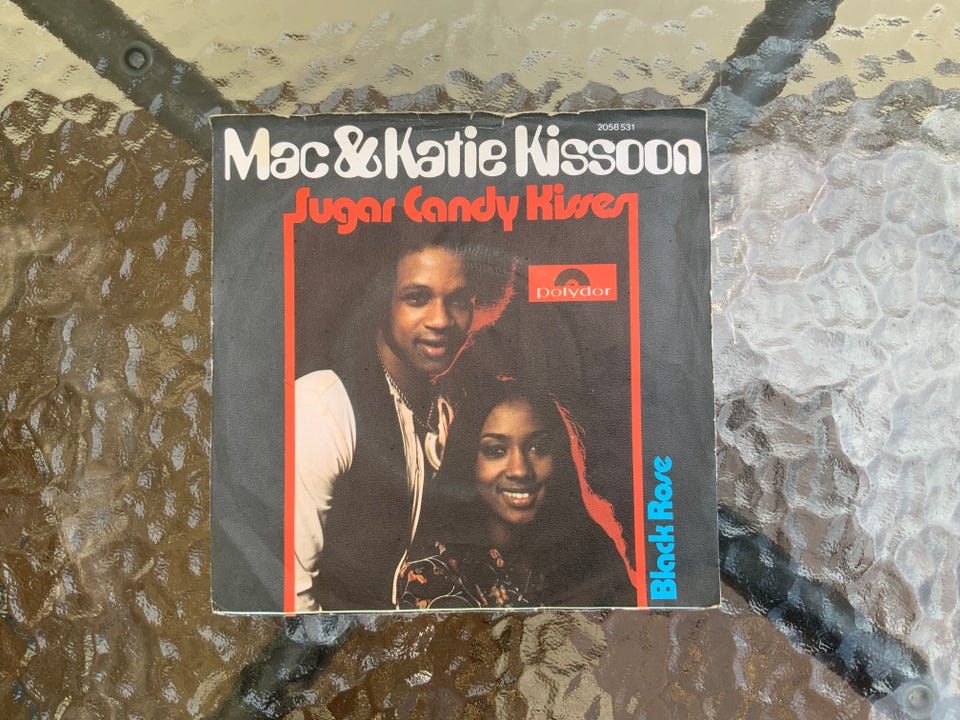 2058 531
Mac & Katie Kissoon
Sugar Candy Kisses
polydor
Black Rose